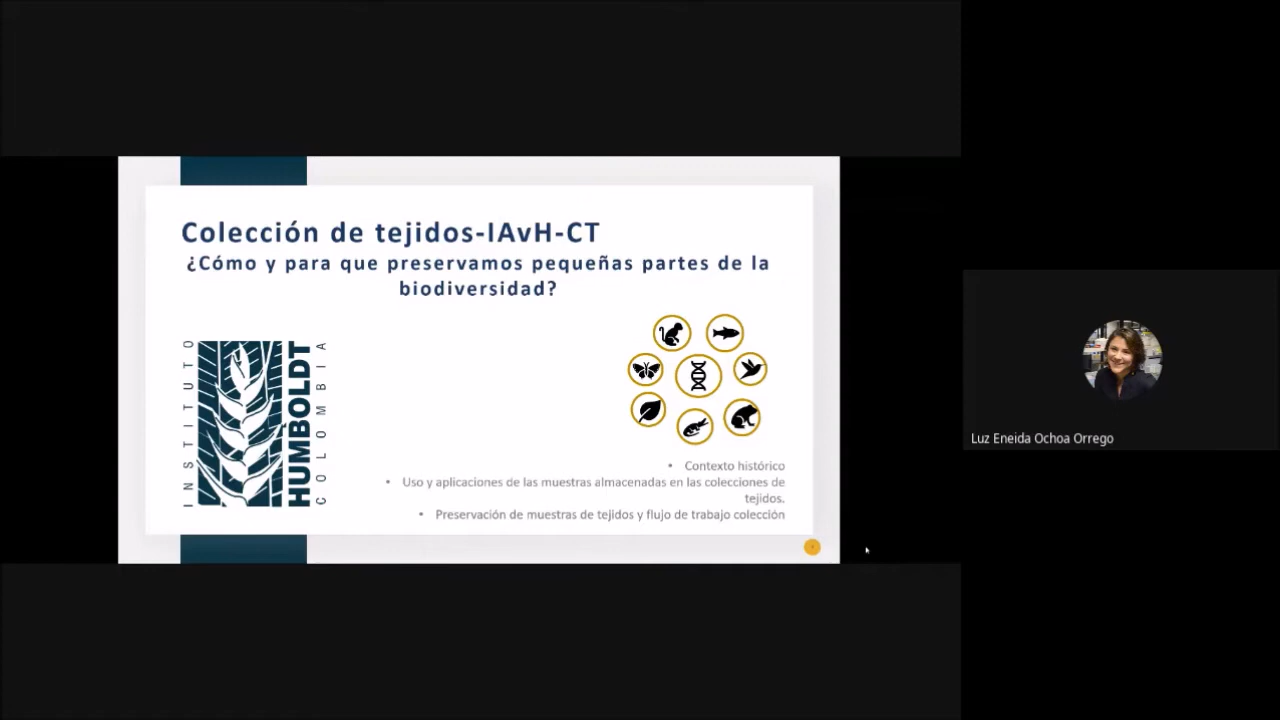 Colección de tejidos-IAvH-CT
¿Cómo y para que preservamos pequeñas partes de la
biodiversidad?
INSTITUTO
HUMBOLDT
COLOMBIA
• Contexto histórico
• Uso y aplicaciones de las muestras almacenadas en las colecciones de
tejidos.
• Preservación de muestras de tejidos y flujo de trabajo colección
Luz Eneida Ochoa Orrego